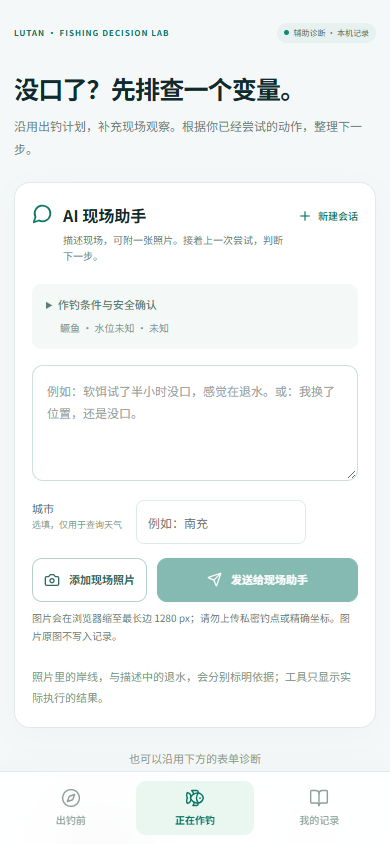 LUTAN • FISHING DECISION LAB
辅助诊断 • 本机记录
没口了？先排查一个变量。
沿用出钓计划，补充现场观察。根据你已经尝试的动作，整理下一
步。
AI 现场助手
新建会话
描述现场，可附一张照片。接着上一次尝试，判断
下一步。
作钓条件与安全确认
鳜鱼 • 水位未知 • 未知
例如：软饵试了半小时没口，感觉在退水。或：我换了
位置，还是没口。
城市
选填，仅用于查询天气
例如：南充
添加现场照片
发送给现场助手
图片会在浏览器缩至最长边 1280 px；请勿上传私密钓点或精确坐标。图
片原图不写入记录。
照片里的岸线，与描述中的退水，会分别标明依据；工具只显示实
际执行的结果。
也可以沿用下方的表单诊断
出钓前
正在作钓
我的记录